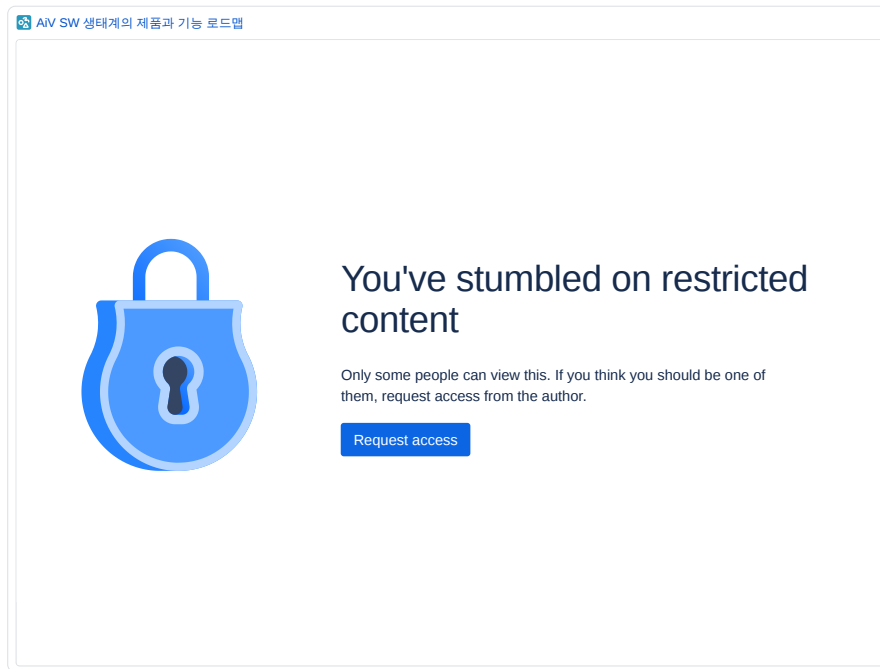 AiV SW 생태계의 제품과 기능 로드맵
You've stumbled on restricted
content
Only some people can view this. If you think you should be one of
them, request access from the author.
Request access